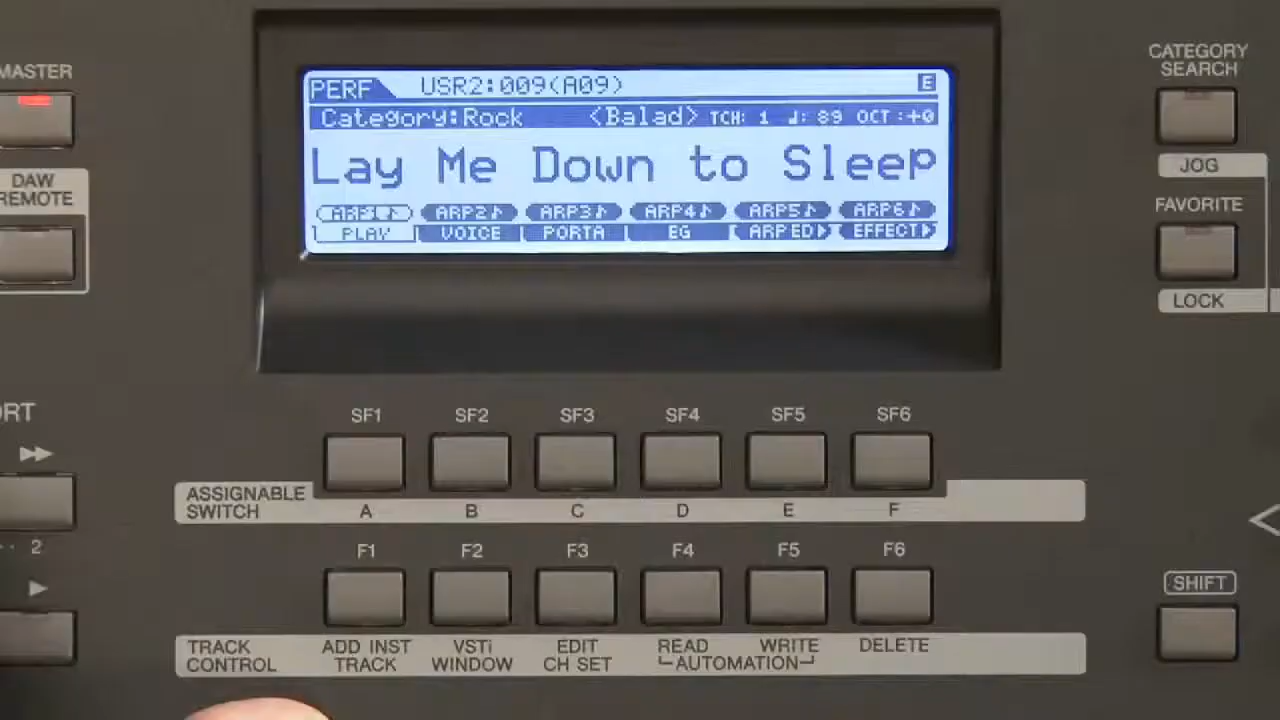 MASTER
DAW
REMOTE
PERF USR2:009(A09) E
Category:Rock <Balad> TCH: 1 ♩: 89 OCT :+0
Lay Me Down to Sleep
ARP1♪ ARP2♪ ARP3♪ ARP4♪ ARP5♪ ARP6♪
PLAY VOICE PORTA EG ARP ED▶ EFFECT▶
CATEGORY
SEARCH
JOG
FAVORITE
LOCK
SF1 SF2 SF3 SF4 SF5 SF6
ASSIGNABLE
SWITCH
A B C D E F
2
F1 F2 F3 F4 F5 F6
SHIFT
TRACK
CONTROL
ADD INST
TRACK
VSTi
WINDOW
EDIT
CH SET
READ WRITE
AUTOMATION
DELETE